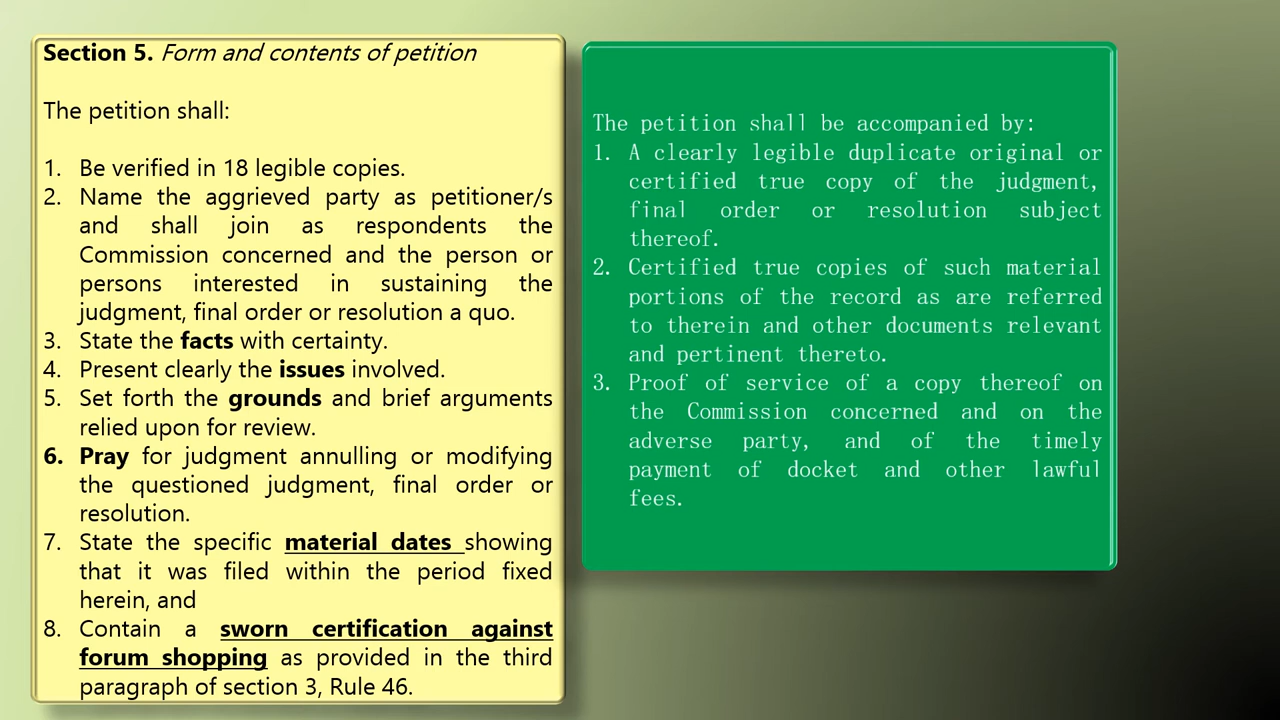 Section 5. Form and contents of petition
The petition shall:
1. Be verified in 18 legible copies.
2. Name the aggrieved party as petitioner/s
and shall join as respondents the
Commission concerned and the person or
persons interested in sustaining the
judgment, final order or resolution a quo.
3. State the facts with certainty.
4. Present clearly the issues involved.
5. Set forth the grounds and brief arguments
relied upon for review.
6. Pray for judgment annulling or modifying
the questioned judgment, final order or
resolution.
7. State the specific material dates showing
that it was filed within the period fixed
herein, and
8. Contain a sworn certification against
forum shopping as provided in the third
paragraph of section 3, Rule 46.
The petition shall be accompanied by:
1. A clearly legible duplicate original or
certified true copy of the judgment,
final order or resolution subject
thereof.
2. Certified true copies of such material
portions of the record as are referred
to therein and other documents relevant
and pertinent thereto.
3. Proof of service of a copy thereof on
the Commission concerned and on the
adverse party, and of the timely
payment of docket and other lawful
fees.